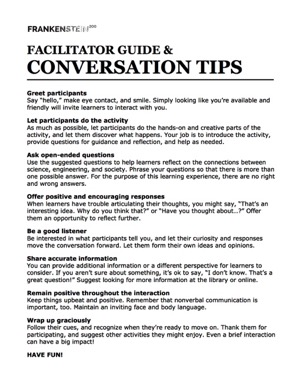 FRANKENSTEIN200
FACILITATOR GUIDE &
CONVERSATION TIPS
Greet participants
Say “hello,” make eye contact, and smile. Simply looking like you’re available and
friendly will invite learners to interact with you.
Let participants do the activity
As much as possible, let participants do the hands-on and creative parts of the
activity, and let them discover what happens. Your job is to introduce the activity,
provide questions for guidance and reflection, and help as needed.
Ask open-ended questions
Use the suggested questions to help learners reflect on the connections between
science, engineering, and society. Phrase your questions so that there is more than
one possible answer. For the purpose of this learning experience, there are no right
and wrong answers.
Offer positive and encouraging responses
When learners have trouble articulating their thoughts, you might say, “That’s an
interesting idea. Why do you think that?” or “Have you thought about…?” Offer
them an opportunity to reflect further.
Be a good listener
Be interested in what participants tell you, and let their curiosity and responses
move the conversation forward. Let them form their own ideas and opinions.
Share accurate information
You can provide additional information or a different perspective for learners to
consider. If you aren’t sure about something, it’s ok to say, “I don’t know. That’s a
great question!” Suggest looking for more information at the library or online.
Remain positive throughout the interaction
Keep things upbeat and positive. Remember that nonverbal communication is
important, too. Maintain an inviting face and body language.
Wrap up graciously
Follow their cues, and recognize when they’re ready to move on. Thank them for
participating, and suggest other activities they might enjoy. Even a brief interaction
can have a big impact!
HAVE FUN!